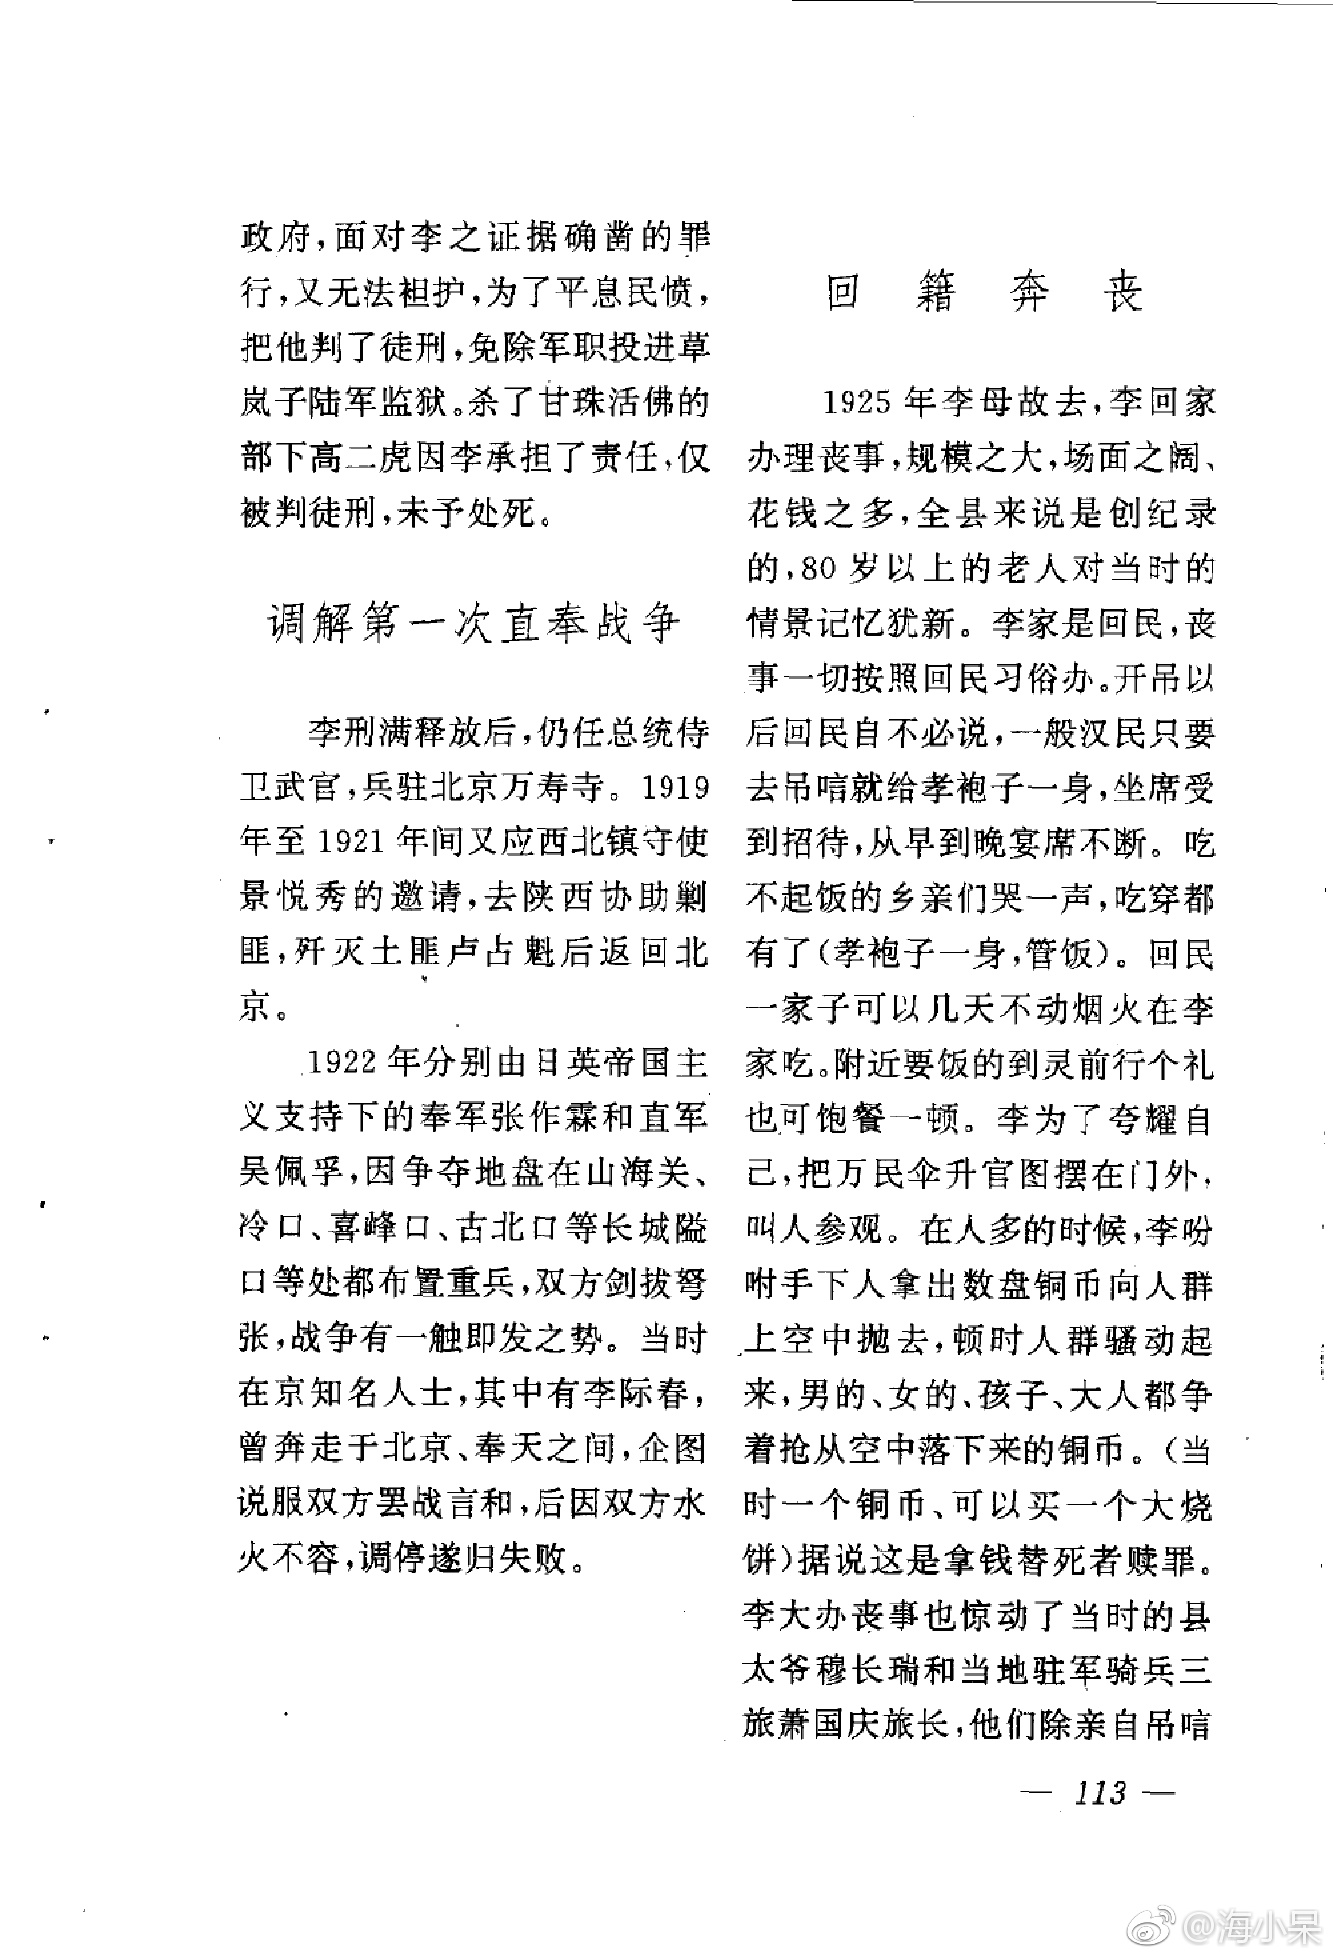 政府,面对李之证据确凿的罪
行,又无法袒护,为了平息民愤,
把他判了徒刑,免除军职投进草
岚子陆军监狱。杀了甘珠活佛的
部下高二虎因李承担了责任,仅
被判徒刑,未予处死。
调解第一次直奉战争
李刑满释放后,仍任总统侍
卫武官,兵驻北京万寿寺。1919
年至1921年间又应西北镇守使
景悦秀的邀请,去陕西协助剿
匪,歼灭土匪卢占魁后返回北
京。
1922年分别由日英帝国主
义支持下的奉军张作霖和直军
吴佩孚,因争夺地盘在山海关、
冷口、喜峰口、古北口等长城隘
口等处都布置重兵,双方剑拔弩
张,战争有一触即发之势。当时
在京知名人士,其中有李际春,
曾奔走于北京、奉天之间,企图
说服双方罢战言和,后因双方水
火不容,调停遂归失败。
回籍奔丧
1925年李母故去,李回家
办理丧事,规模之大,场面之阔、
花钱之多,全县来说是创纪录
的,80岁以上的老人对当时的
情景记忆犹新。李家是回民,丧
事一切按照回民习俗办。开吊以
后回民自不必说,一般汉民只要
去吊唁就给孝袍子一身,坐席受
到招待,从早到晚宴席不断。吃
不起饭的乡亲们哭一声,吃穿都
有了(孝袍子一身,管饭)。回民
一家子可以几天不动烟火在李
家吃。附近要饭的到灵前行个礼
也可饱餐一顿。李为了夸耀自
己,把万民伞升官图摆在门外,
叫人参观。在人多的时候,李吩
咐手下人拿出数盘铜币向人群
上空中抛去,顿时人群骚动起
来,男的、女的、孩子、大人都争
着抢从空中落下来的铜币。(当
时一个铜币、可以买一个大烧
饼)据说这是拿钱替死者赎罪。
李大办丧事也惊动了当时的县
太爷穆长瑞和当地驻军骑兵三
旅萧国庆旅长,他们除亲自吊唁
— 113 —
@海小呆